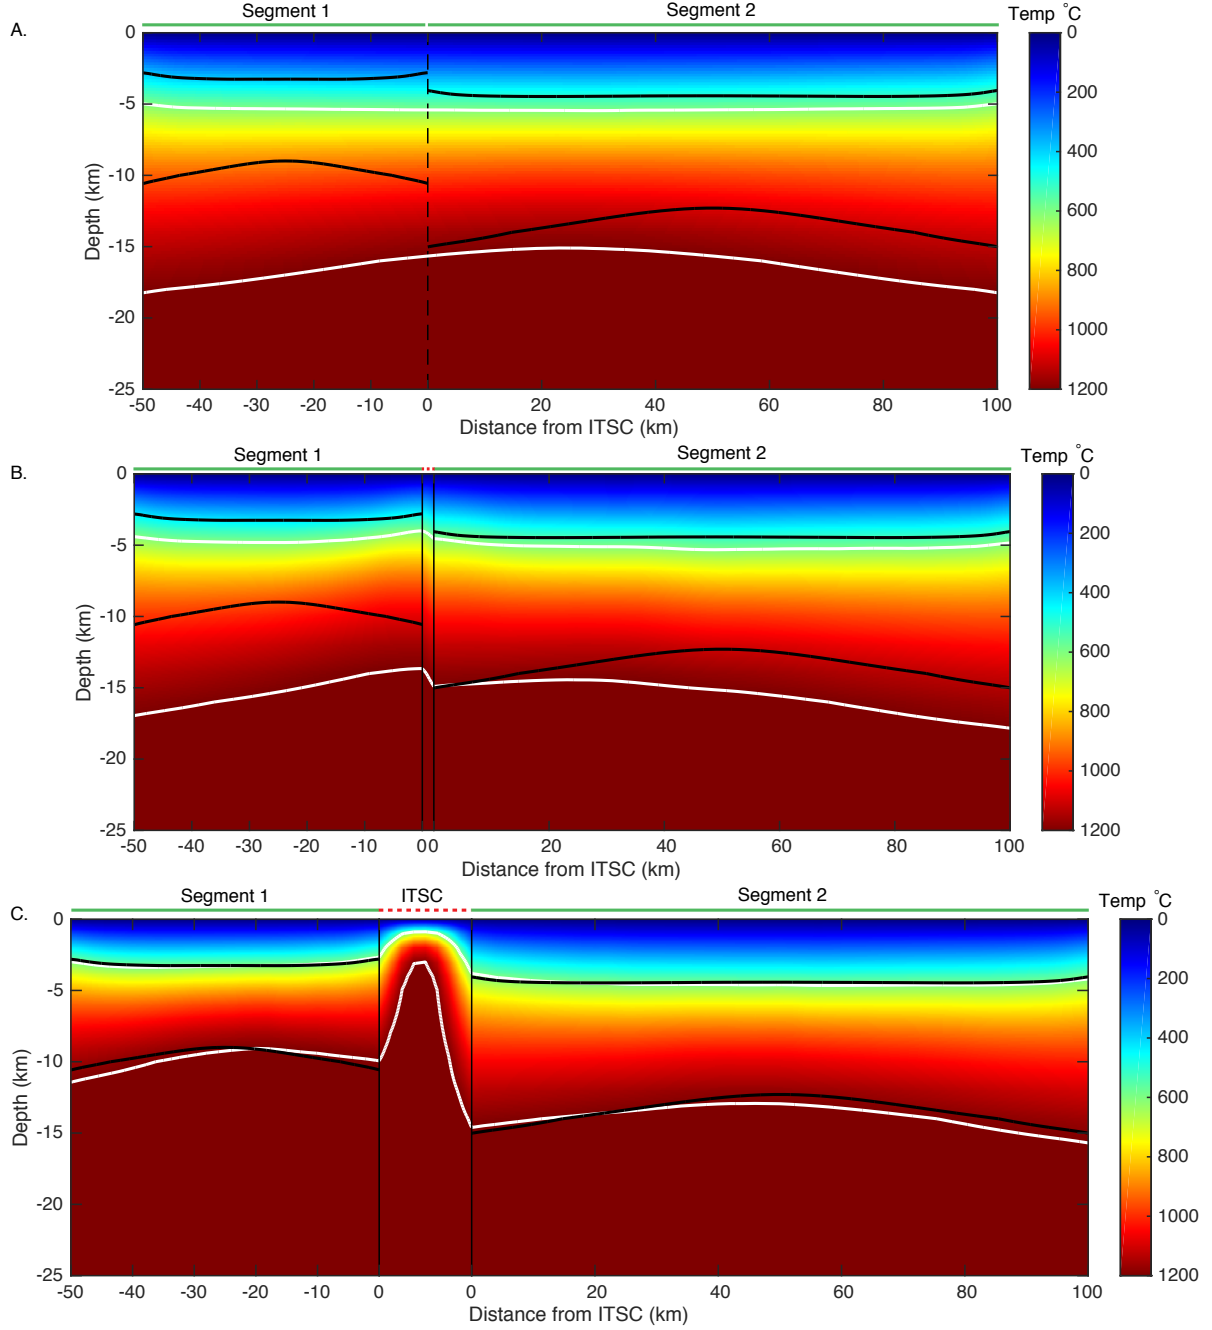 Segment 1 Segment 2
A.
Temp °C
0
-5
-10
-15
-20
-25
Depth (km)
-50 -40 -30 -20 -10 0 20 40 60 80 100
Distance from ITSC (km)
0
200
400
600
800
1000
1200
Segment 1 Segment 2
B.
Temp °C
0
-5
-10
-15
-20
-25
Depth (km)
-50 -40 -30 -20 -10 00 20 40 60 80 100
Distance from ITSC (km)
0
200
400
600
800
1000
1200
Segment 1 ITSC Segment 2
C.
Temp °C
0
-5
-10
-15
-20
-25
Depth (km)
-50 -40 -30 -20 -10 0 0 20 40 60 80 100
Distance from ITSC (km)
0
200
400
600
800
1000
1200